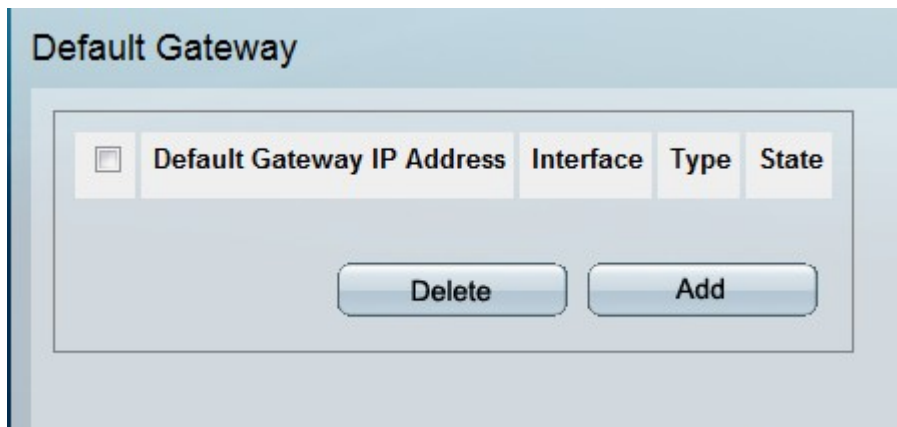 Default Gateway
Default Gateway IP Address Interface Type State
Delete Add